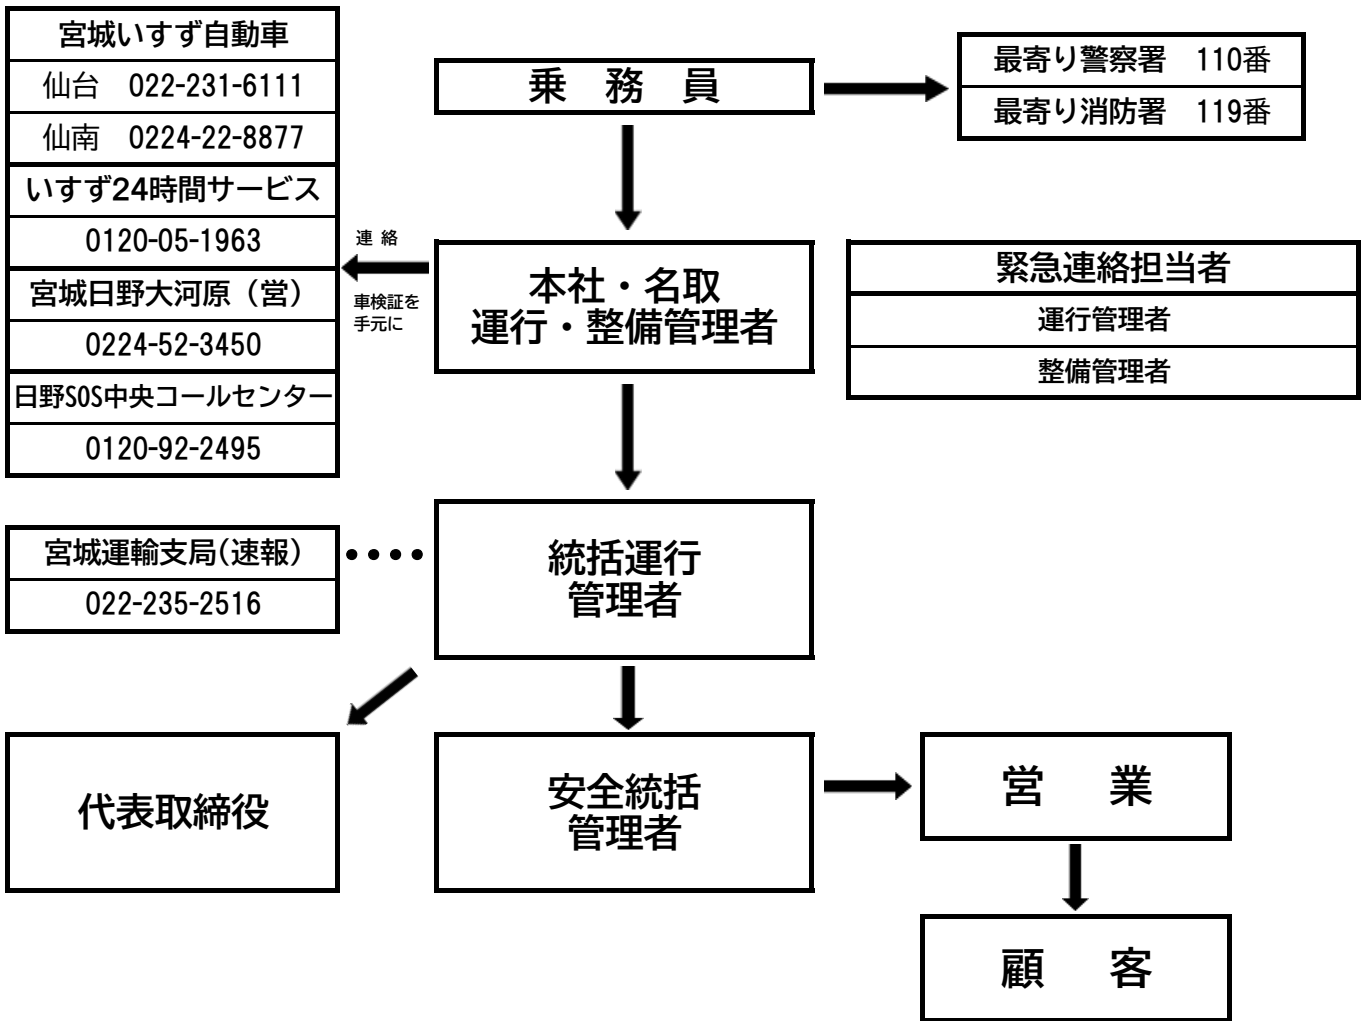 宮城いすず自動車
仙台　022-231-6111
仙南　0224-22-8877
いすず24時間サービス
0120-05-1963
宮城日野大河原（営）
0224-52-3450
日野SOS中央コールセンター
0120-92-2495
乗　務　員
最寄り警察署　110番
最寄り消防署　119番
連 絡
車検証を
手元に
本社・名取
運行・整備管理者
緊急連絡担当者
運行管理者
整備管理者
宮城運輸支局(速報）
022-235-2516
統括運行
管理者
代表取締役
安全統括
管理者
営　業
顧　客